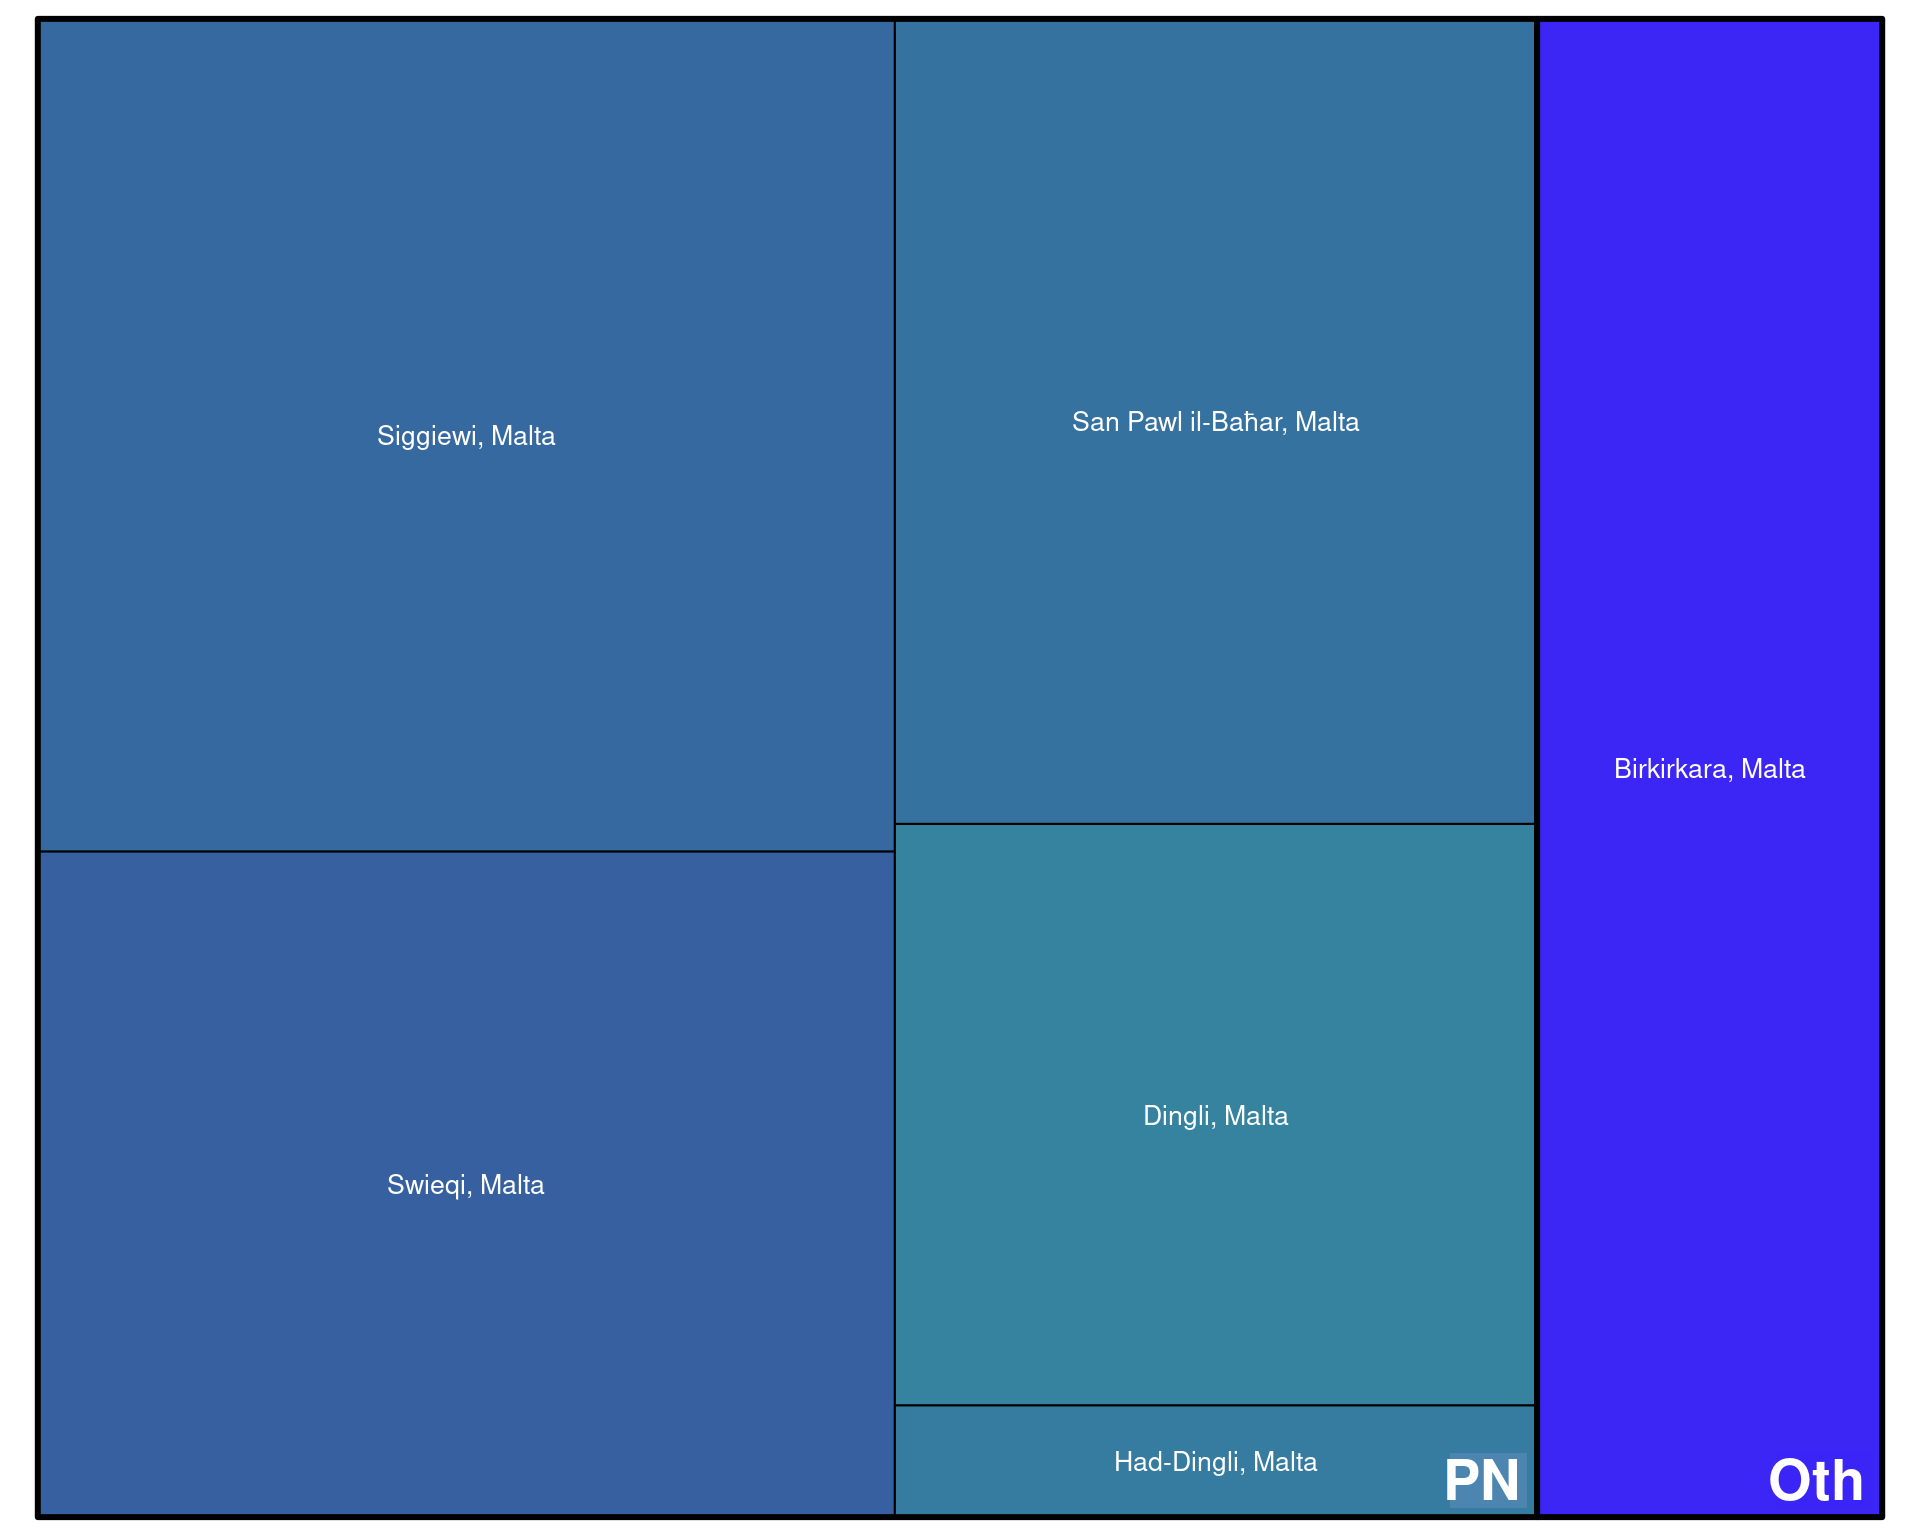 Siggiewi, Malta
San Pawl il-Baħar, Malta
Birkirkara, Malta
Dingli, Malta
Swieqi, Malta
Had-Dingli, Malta
PN
Oth